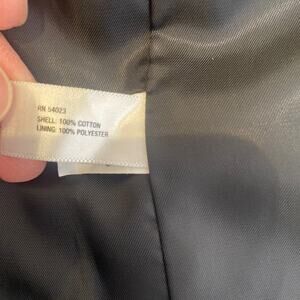 RN 54023
SHELL: 100% COTTON
LINING: 100% POLYESTER